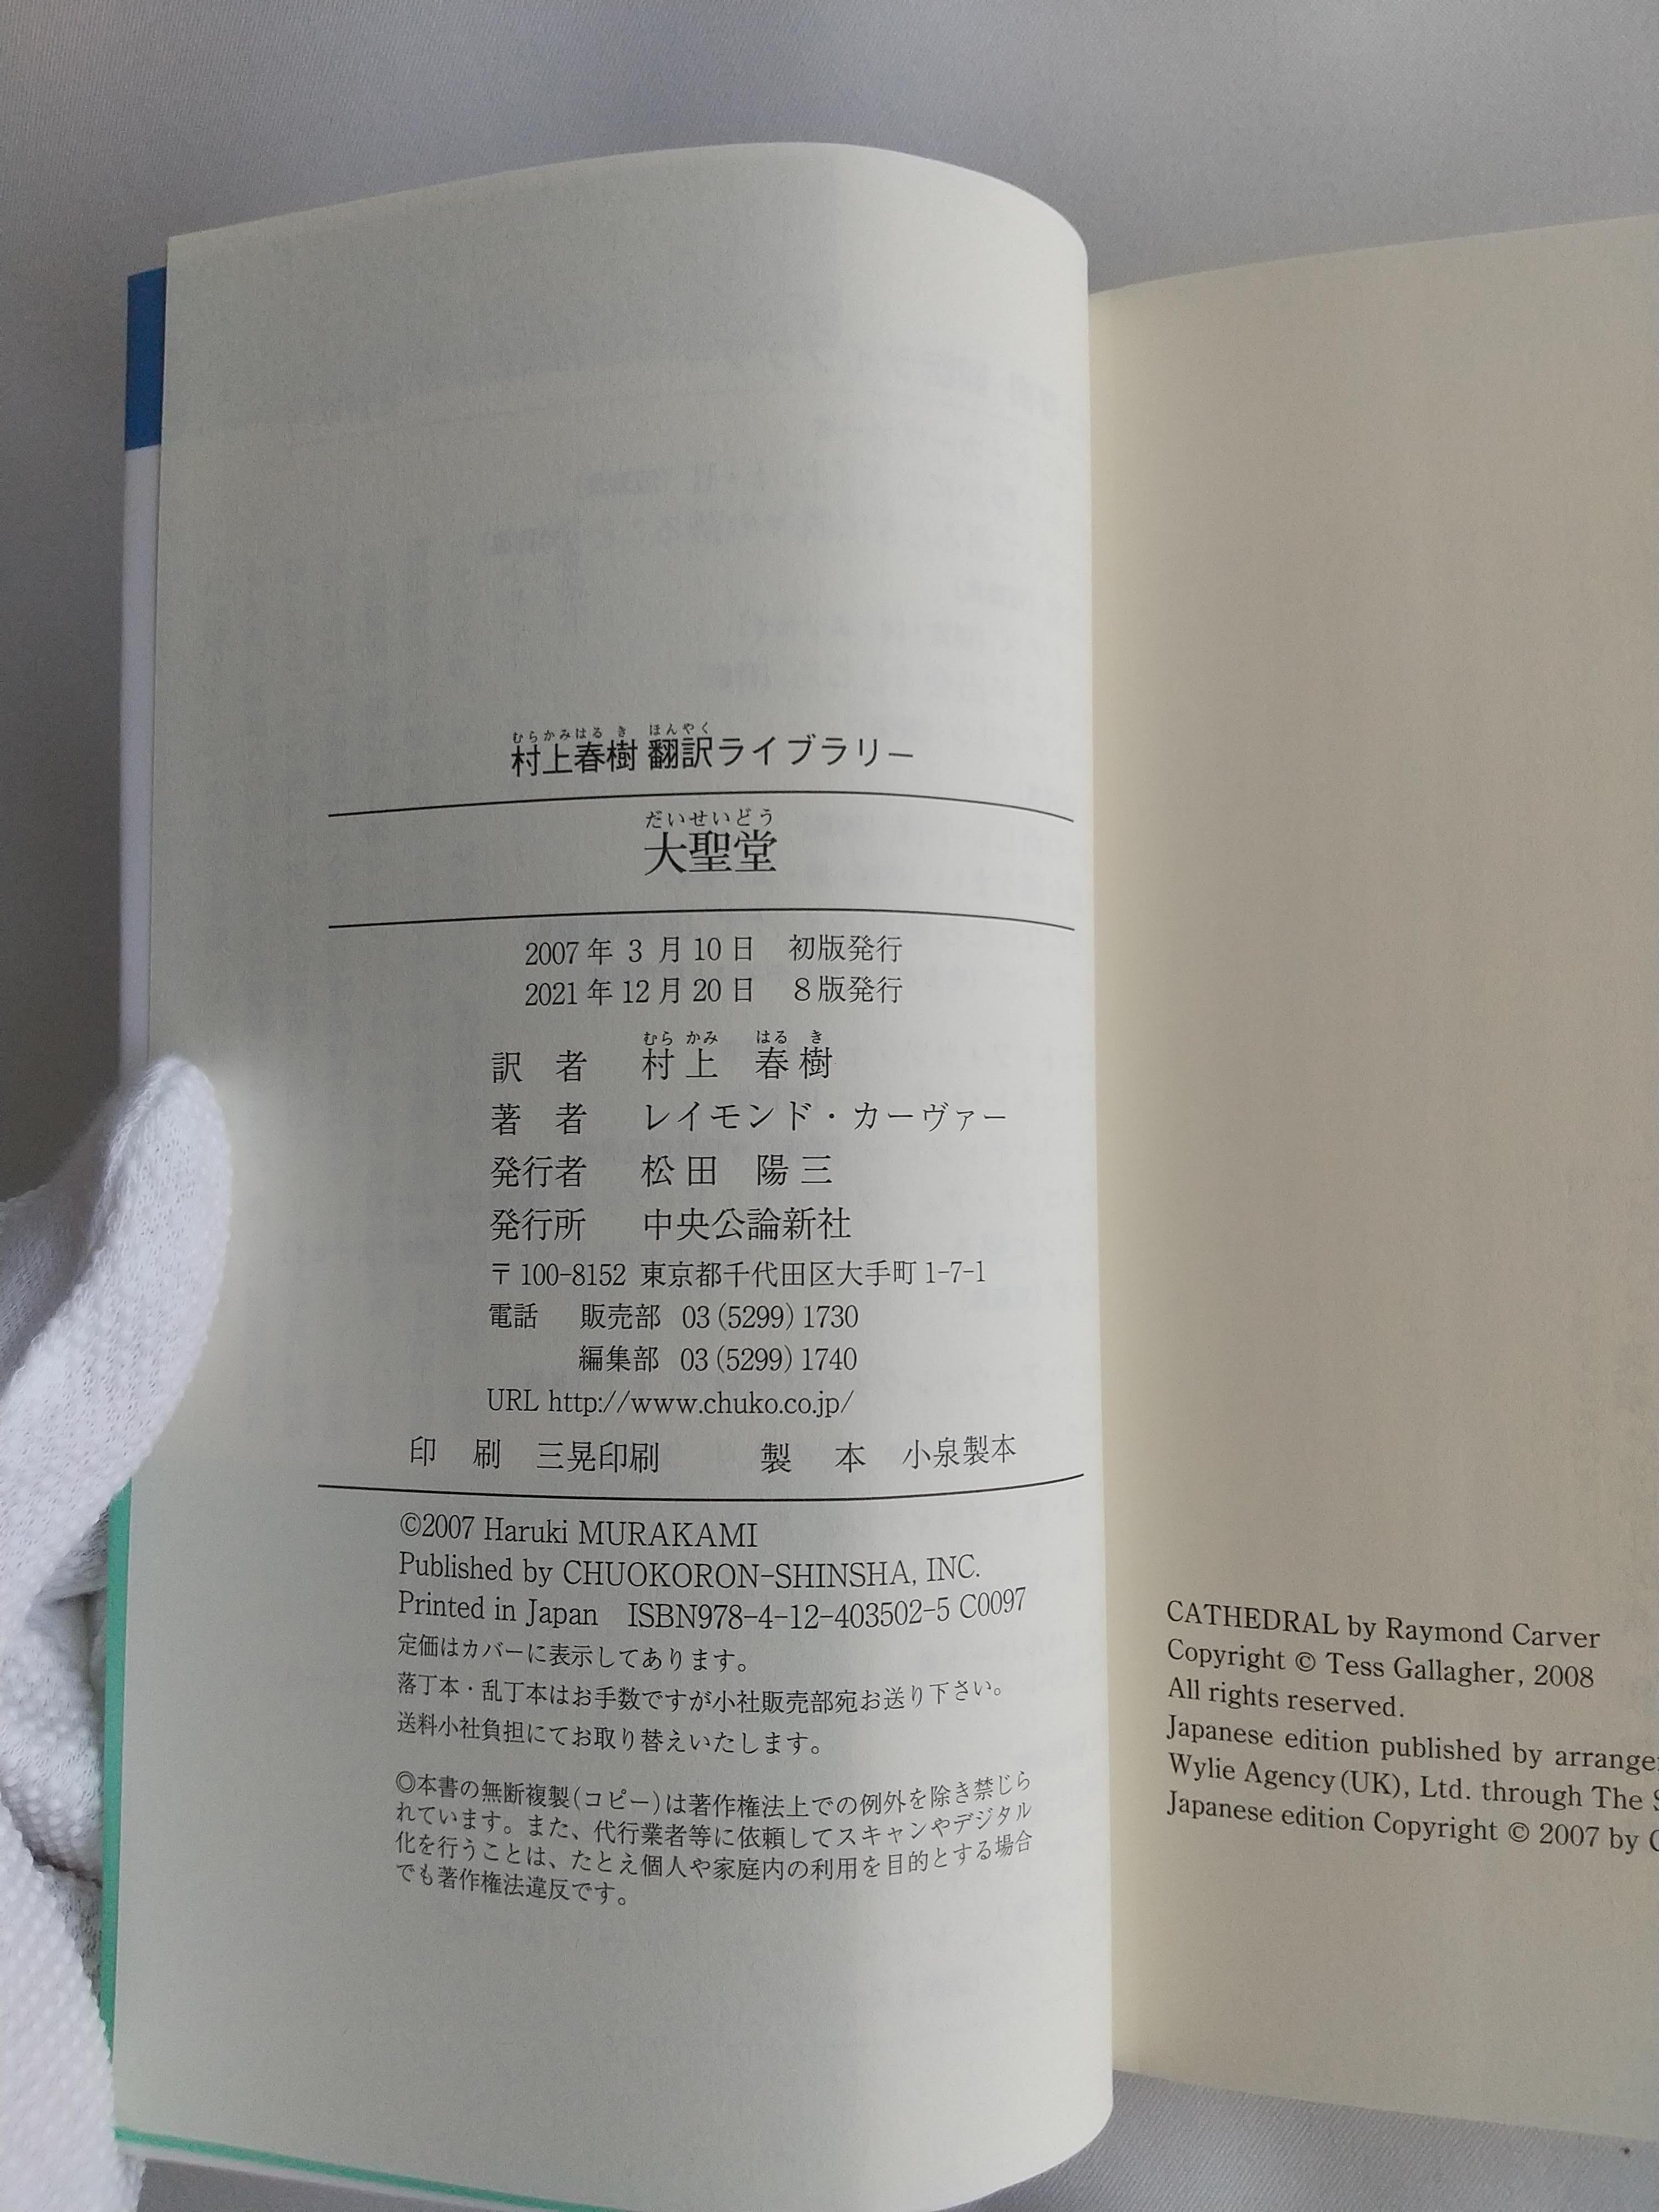 むらかみはるき ほんやく
村上春樹 翻訳ライブラリー
だいせいどう
大聖堂
2007年3月10日 初版発行
2021年12月20日 8版発行
むらかみ はるき
訳者 村上 春樹
著者 レイモンド・カーヴァー
発行者 松田 陽三
発行所 中央公論新社
〒100-8152 東京都千代田区大手町1-7-1
電話 販売部 03(5299)1730
編集部 03(5299)1740
URL http://www.chuko.co.jp/
印刷 三晃印刷 製本 小泉製本
©2007 Haruki MURAKAMI
Published by CHUOKORON-SHINSHA, INC.
Printed in Japan ISBN978-4-12-403502-5 C0097
定価はカバーに表示してあります。
落丁本・乱丁本はお手数ですが小社販売部宛お送り下さい。
送料小社負担にてお取り替えいたします。
◎本書の無断複製(コピー)は著作権法上での例外を除き禁じら
れています。また、代行業者等に依頼してスキャンやデジタル
化を行うことは、たとえ個人や家庭内の利用を目的とする場合
でも著作権法違反です。
CATHEDRAL by Raymond Carver
Copyright © Tess Gallagher, 2008
All rights reserved.
Japanese edition published by
Wylie Agency(UK), Ltd. through The
Japanese edition Copyright © 2007 by